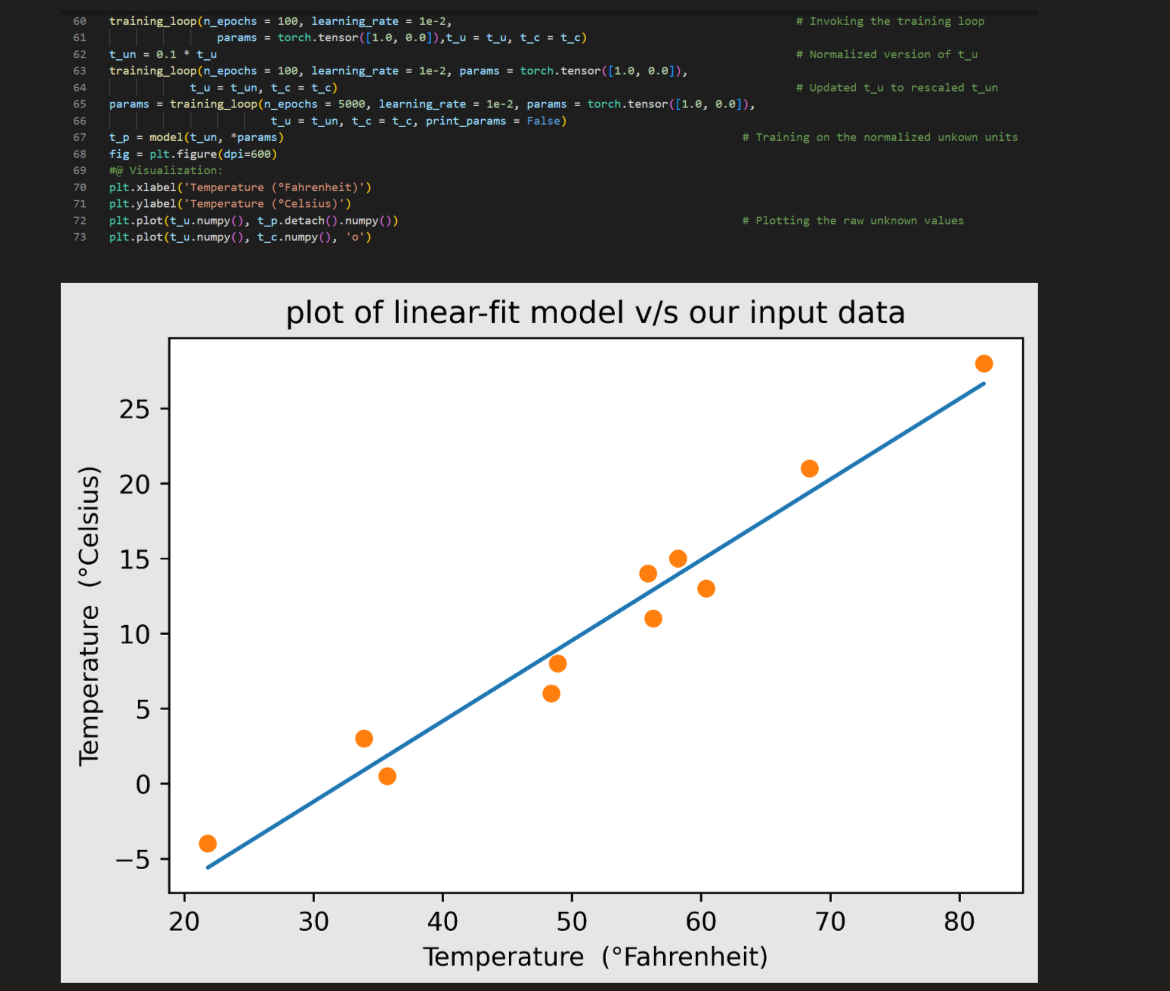 60 training_loop(n_epochs = 100, learning_rate = 1e-2, # Invoking the training loop
61 params = torch.tensor([1.0, 0.0]),t_u = t_u, t_c = t_c)
62 t_un = 0.1 * t_u # Normalized version of t_u
63 training_loop(n_epochs = 100, learning_rate = 1e-2, params = torch.tensor([1.0, 0.0]),
64 t_u = t_un, t_c = t_c) # Updated t_u to rescaled t_un
65 params = training_loop(n_epochs = 5000, learning_rate = 1e-2, params = torch.tensor([1.0, 0.0]),
66 t_u = t_un, t_c = t_c, print_params = False)
67 t_p = model(t_un, *params) # Training on the normalized unkown units
68 fig = plt.figure(dpi=600)
69 #@ Visualization:
70 plt.xlabel('Temperature (°Fahrenheit)')
71 plt.ylabel('Temperature (°Celsius)')
72 plt.plot(t_u.numpy(), t_p.detach().numpy()) # Plotting the raw unknown values
73 plt.plot(t_u.numpy(), t_c.numpy(), 'o')
plot of linear-fit model v/s our input data
Temperature (°Celsius)
25
20
15
10
5
0
−5
20 30 40 50 60 70 80
Temperature (°Fahrenheit)